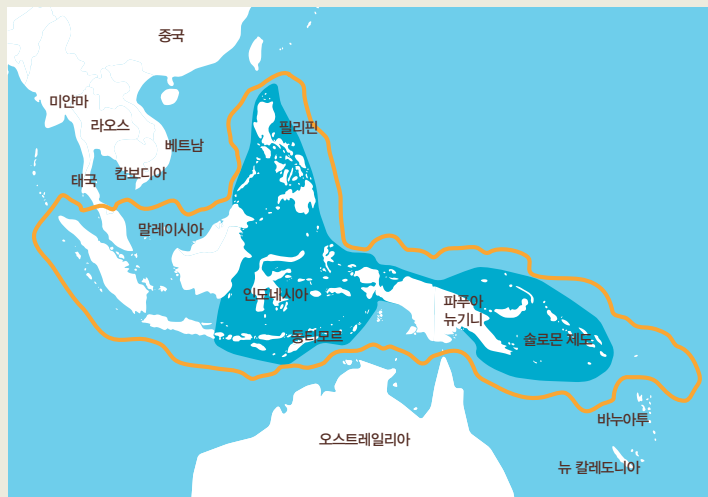 중국
미얀마
라오스
베트남
태국
캄보디아
필리핀
말레이시아
인도네시아
동티모르
파푸아
뉴기니
솔로몬 제도
바누아투
오스트레일리아
뉴 칼레도니아